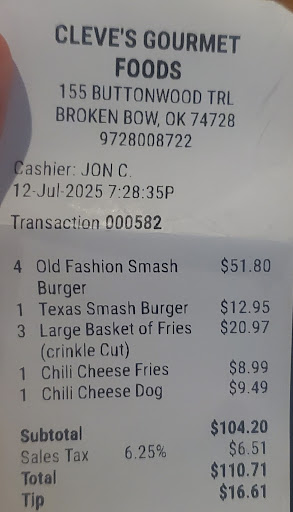 CLEVE'S GOURMET
FOODS
155 BUTTONWOOD TRL
BROKEN BOW, OK 74728
9728008722
Cashier: JON C.
12-Jul-2025 7:28:35P
Transaction 000582
4 Old Fashion Smash $51.80
Burger
1 Texas Smash Burger $12.95
3 Large Basket of Fries $20.97
(crinkle Cut)
1 Chili Cheese Fries $8.99
1 Chili Cheese Dog $9.49
Subtotal $104.20
Sales Tax 6.25% $6.51
Total $110.71
Tip $16.61